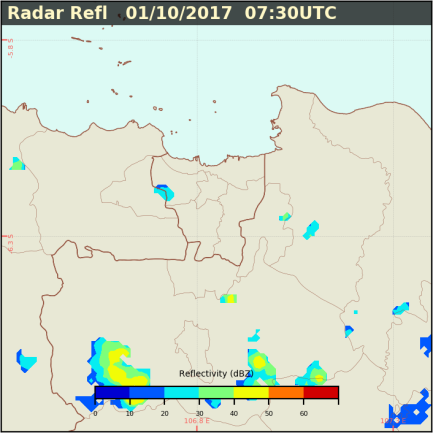 Radar Refl 01/10/2017 07:30UTC
-5.8 S
-6.3 S
Reflectivity (dBZ)
0 10 20 30 40 50 60
106.8 E